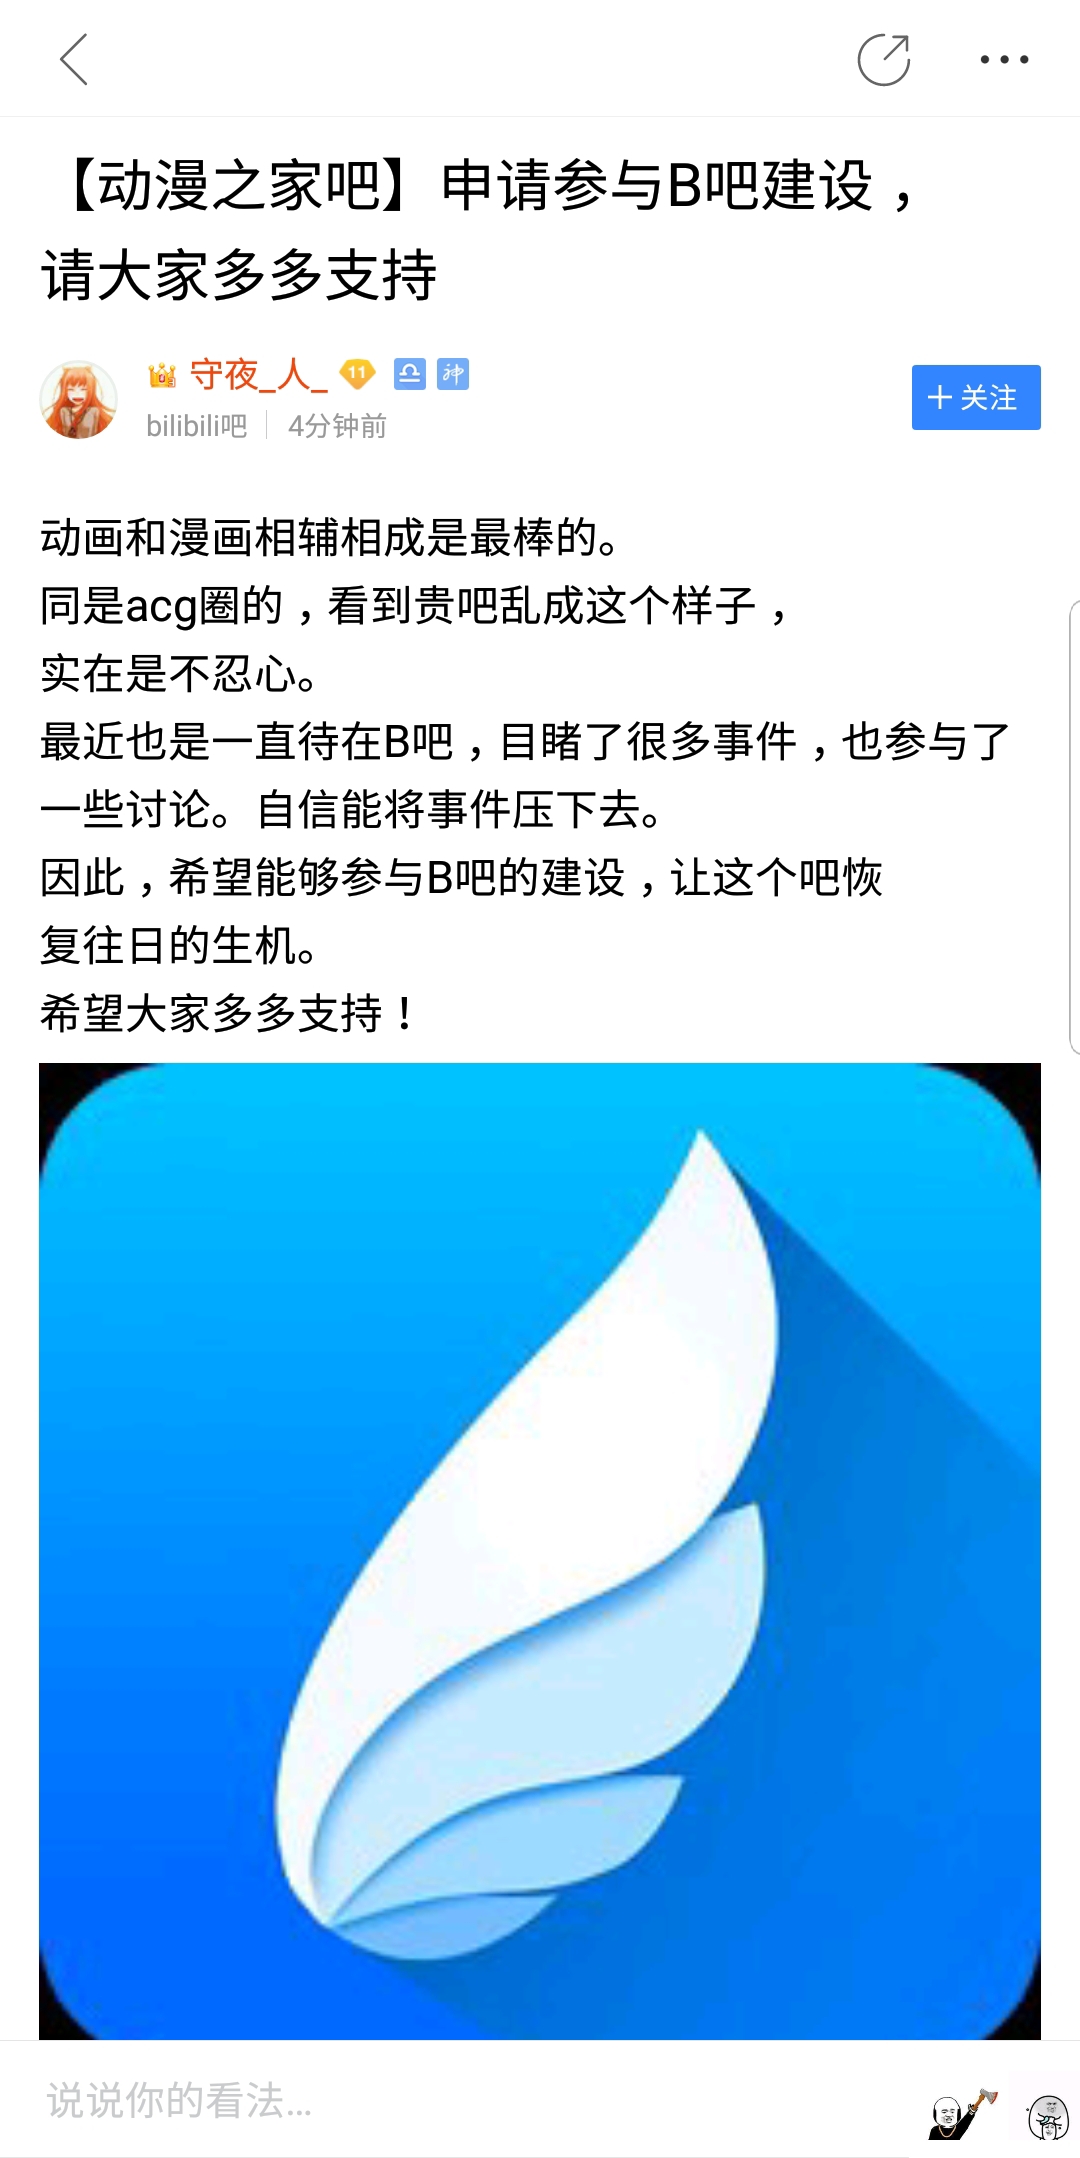 【动漫之家吧】申请参与B吧建设，
请大家多多支持
守夜_人_ 11 神
bilibili吧 4分钟前
关注
动画和漫画相辅相成是最棒的。
同是acg圈的，看到贵吧乱成这个样子，
实在是不忍心。
最近也是一直待在B吧，目睹了很多事件，也参与了
一些讨论。自信能将事件压下去。
因此，希望能够参与B吧的建设，让这个吧恢
复往日的生机。
希望大家多多支持！
说说你的看法...